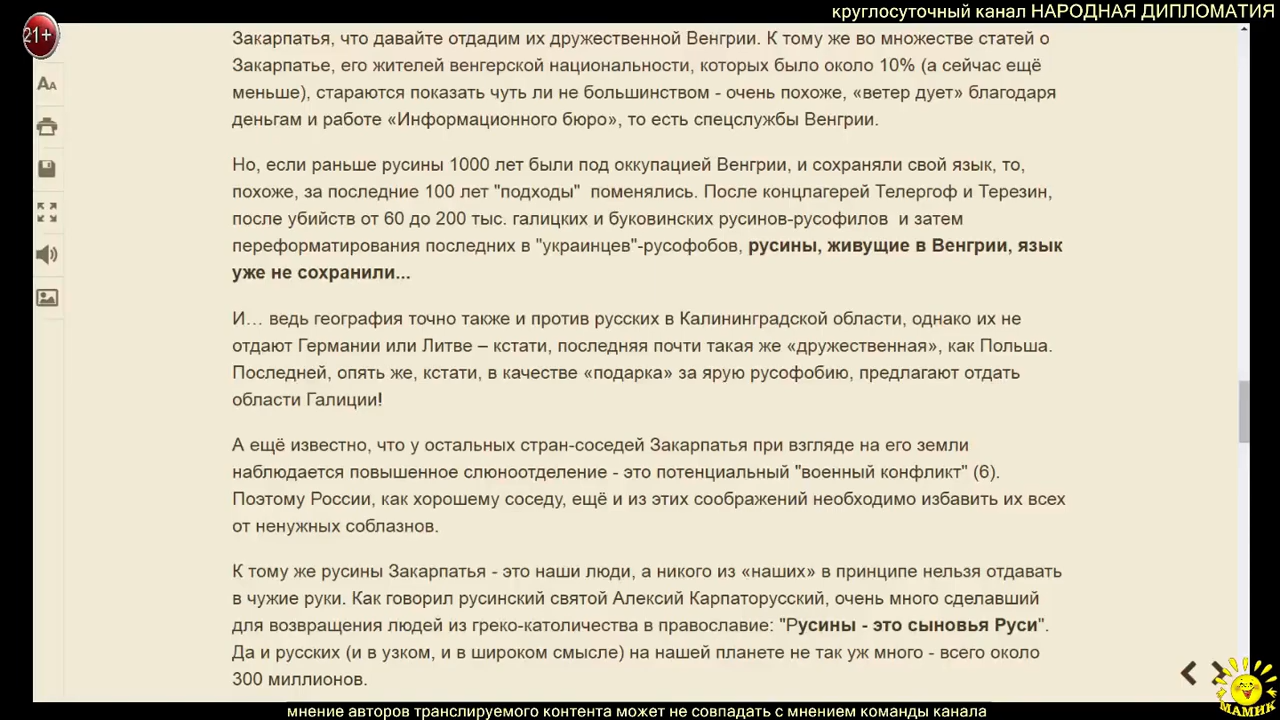 круглосуточный канал НАРОДНАЯ ДИПЛОМАТИЯ
21+
Закарпатья, что давайте отдадим их дружественной Венгрии. К тому же во множестве статей о
Закарпатье, его жителей венгерской национальности, которых было около 10% (а сейчас ещё
меньше), стараются показать чуть ли не большинством - очень похоже, «ветер дует» благодаря
деньгам и работе «Информационного бюро», то есть спецслужбы Венгрии.
Но, если раньше русины 1000 лет были под оккупацией Венгрии, и сохраняли свой язык, то,
похоже, за последние 100 лет "подходы" поменялись. После концлагерей Телергоф и Терезин,
после убийств от 60 до 200 тыс. галицких и буковинских русинов-русофилов и затем
переформатирования последних в "украинцев"-русофобов, русины, живущие в Венгрии, язык
уже не сохранили...
И… ведь география точно также и против русских в Калининградской области, однако их не
отдают Германии или Литве – кстати, последняя почти такая же «дружественная», как Польша.
Последней, опять же, кстати, в качестве «подарка» за ярую русофобию, предлагают отдать
области Галиции!
А ещё известно, что у остальных стран-соседей Закарпатья при взгляде на его земли
наблюдается повышенное слюноотделение - это потенциальный "военный конфликт" (6).
Поэтому России, как хорошему соседу, ещё и из этих соображений необходимо избавить их всех
от ненужных соблазнов.
К тому же русины Закарпатья - это наши люди, а никого из «наших» в принципе нельзя отдавать
в чужие руки. Как говорил русинский святой Алексий Карпаторусский, очень много сделавший
для возвращения людей из греко-католичества в православие: "Русины - это сыновья Руси".
Да и русских (и в узком, и в широком смысле) на нашей планете не так уж много - всего около
300 миллионов.
МАМИК
мнение авторов транслируемого контента может не совпадать с мнением команды канала